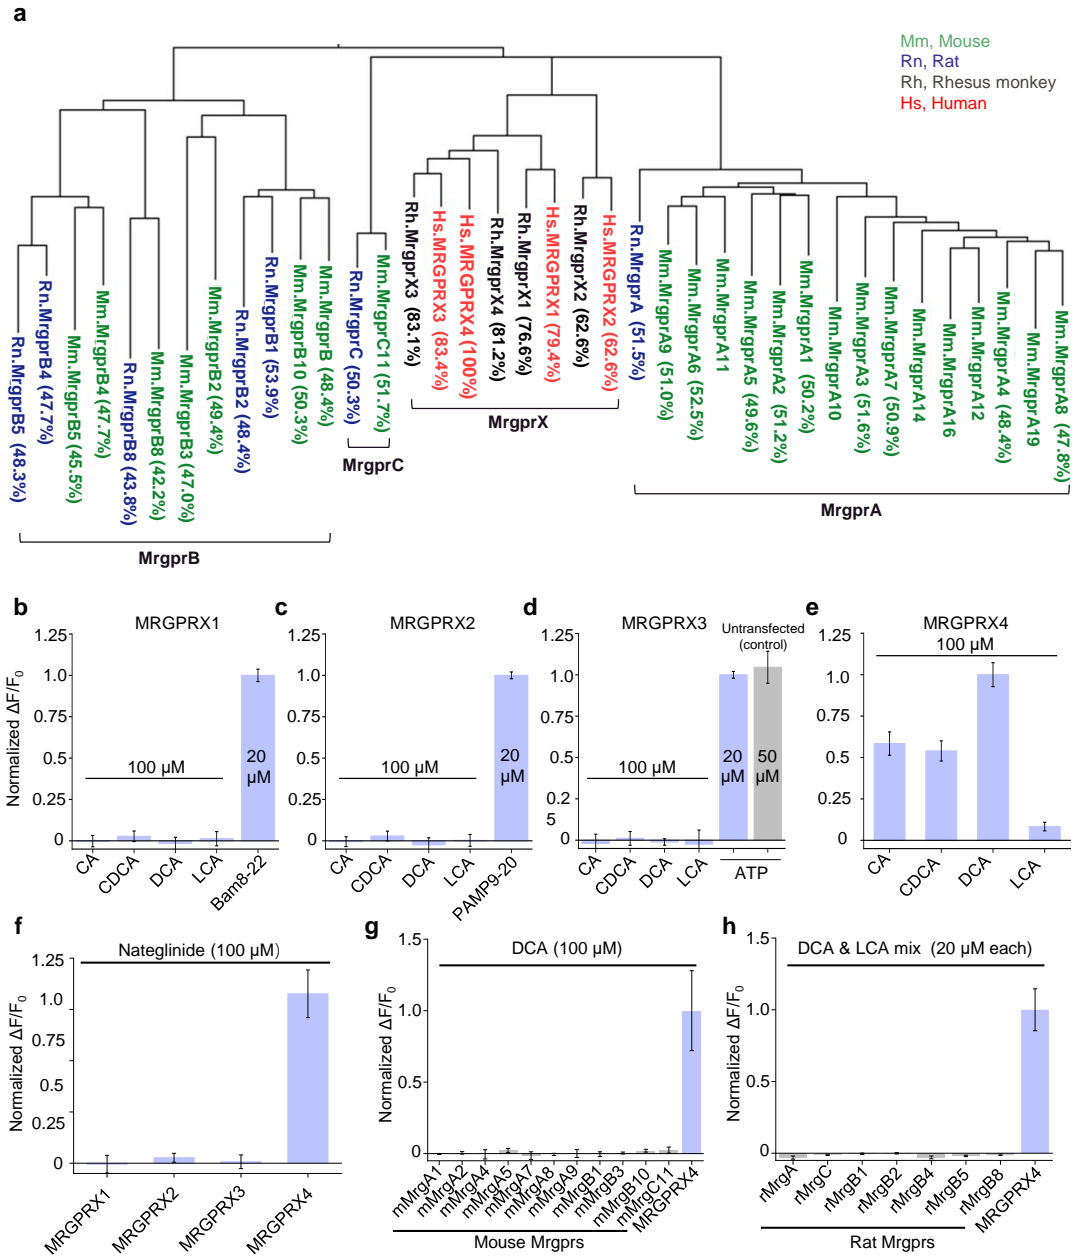 a
Mm, Mouse
Rn, Rat
Rh, Rhesus monkey
Hs, Human
Rn.MrgprB5 (48.3%)
Rn.MrgprB4 (47.7%)
Mm.MrgprB5 (45.5%)
Mm.MrgprB4 (47.7%)
Rn.MrgprB8 (43.8%)
Mm.MrgprB8 (42.2%)
Mm.MrgprB3 (47.0%)
Mm.MrgprB2 (49.4%)
Rn.MrgprB2 (48.4%)
Rn.MrgprB1 (53.9%)
Mm.MrgprB10 (50.3%)
Mm.MrgprB (48.4%)
Rn.MrgprC (50.3%)
Mm.MrgprC11 (51.7%)
Rh.MrgprX3 (83.1%)
Hs.MRGPRX3 (83.4%)
Hs.MRGPRX4 (100%)
Rh.MrgprX4 (81.2%)
Rh.MrgprX1 (76.6%)
Hs.MRGPRX1 (79.4%)
Rh.MrgprX2 (62.6%)
Hs.MRGPRX2 (62.6%)
Rn.MrgprA (51.5%)
Mm.MrgprA9 (51.0%)
Mm.MrgprA6 (52.5%)
Mm.MrgprA11
Mm.MrgprA5 (49.6%)
Mm.MrgprA2 (51.2%)
Mm.MrgprA1 (50.2%)
Mm.MrgprA10
Mm.MrgprA3 (51.6%)
Mm.MrgprA7 (50.9%)
Mm.MrgprA14
Mm.MrgprA16
Mm.MrgprA12
Mm.MrgprA4 (48.4%)
Mm.MrgprA19
Mm.MrgprA8 (47.8%)
MrgprB
MrgprC
MrgprX
MrgprA
b
MRGPRX1
Normalized ΔF/F0
1.25
1.0
0.75
0.5
0.25
0
100 µM
20
µM
CA
CDCA
DCA
LCA
Bam8-22
c
MRGPRX2
1.25
1.0
0.75
0.5
0.25
0
100 µM
20
µM
CA
CDCA
DCA
LCA
PAMP9-20
d
MRGPRX3
Untransfected
(control)
1.25
1.0
0.75
0.5
0.2
5
0
100 µM
20
µM
50
µM
CA
CDCA
DCA
LCA
ATP
e
MRGPRX4
100 µM
1.25
1.0
0.75
0.5
0.25
0
CA
CDCA
DCA
LCA
f
Nateglinide (100 µM)
Normalized ΔF/F0
1.25
1.0
0.75
0.5
0.25
0
MRGPRX1
MRGPRX2
MRGPRX3
MRGPRX4
g
DCA (100 µM)
Normalized ΔF/F0
1.5
1.0
0.5
0
mMrgA1
mMrgA2
mMrgA4
mMrgA5
mMrgA7
mMrgA8
mMrgA9
mMrgB1
mMrgB3
mMrgB10
mMrgC11
MRGPRX4
Mouse Mrgprs
h
DCA & LCA mix (20 µM each)
Normalized ΔF/F0
1.5
1.0
0.5
0
rMrgA
rMrgC
rMrgB1
rMrgB2
rMrgB4
rMrgB5
rMrgB8
MRGPRX4
Rat Mrgprs